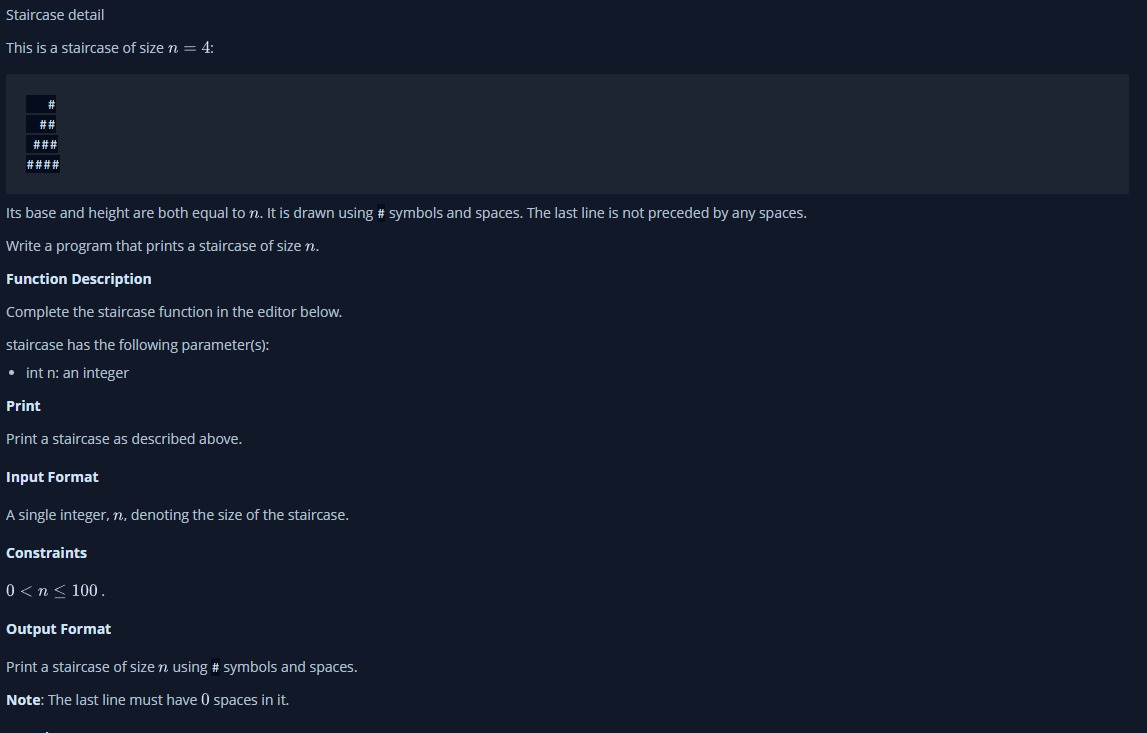 Staircase detail
This is a staircase of size n = 4:
   #
  ##
 ###
####
Its base and height are both equal to n. It is drawn using # symbols and spaces. The last line is not preceded by any spaces.
Write a program that prints a staircase of size n.
Function Description
Complete the staircase function in the editor below.
staircase has the following parameter(s):
• int n: an integer
Print
Print a staircase as described above.
Input Format
A single integer, n, denoting the size of the staircase.
Constraints
0 < n ≤ 100 .
Output Format
Print a staircase of size n using # symbols and spaces.
Note: The last line must have 0 spaces in it.